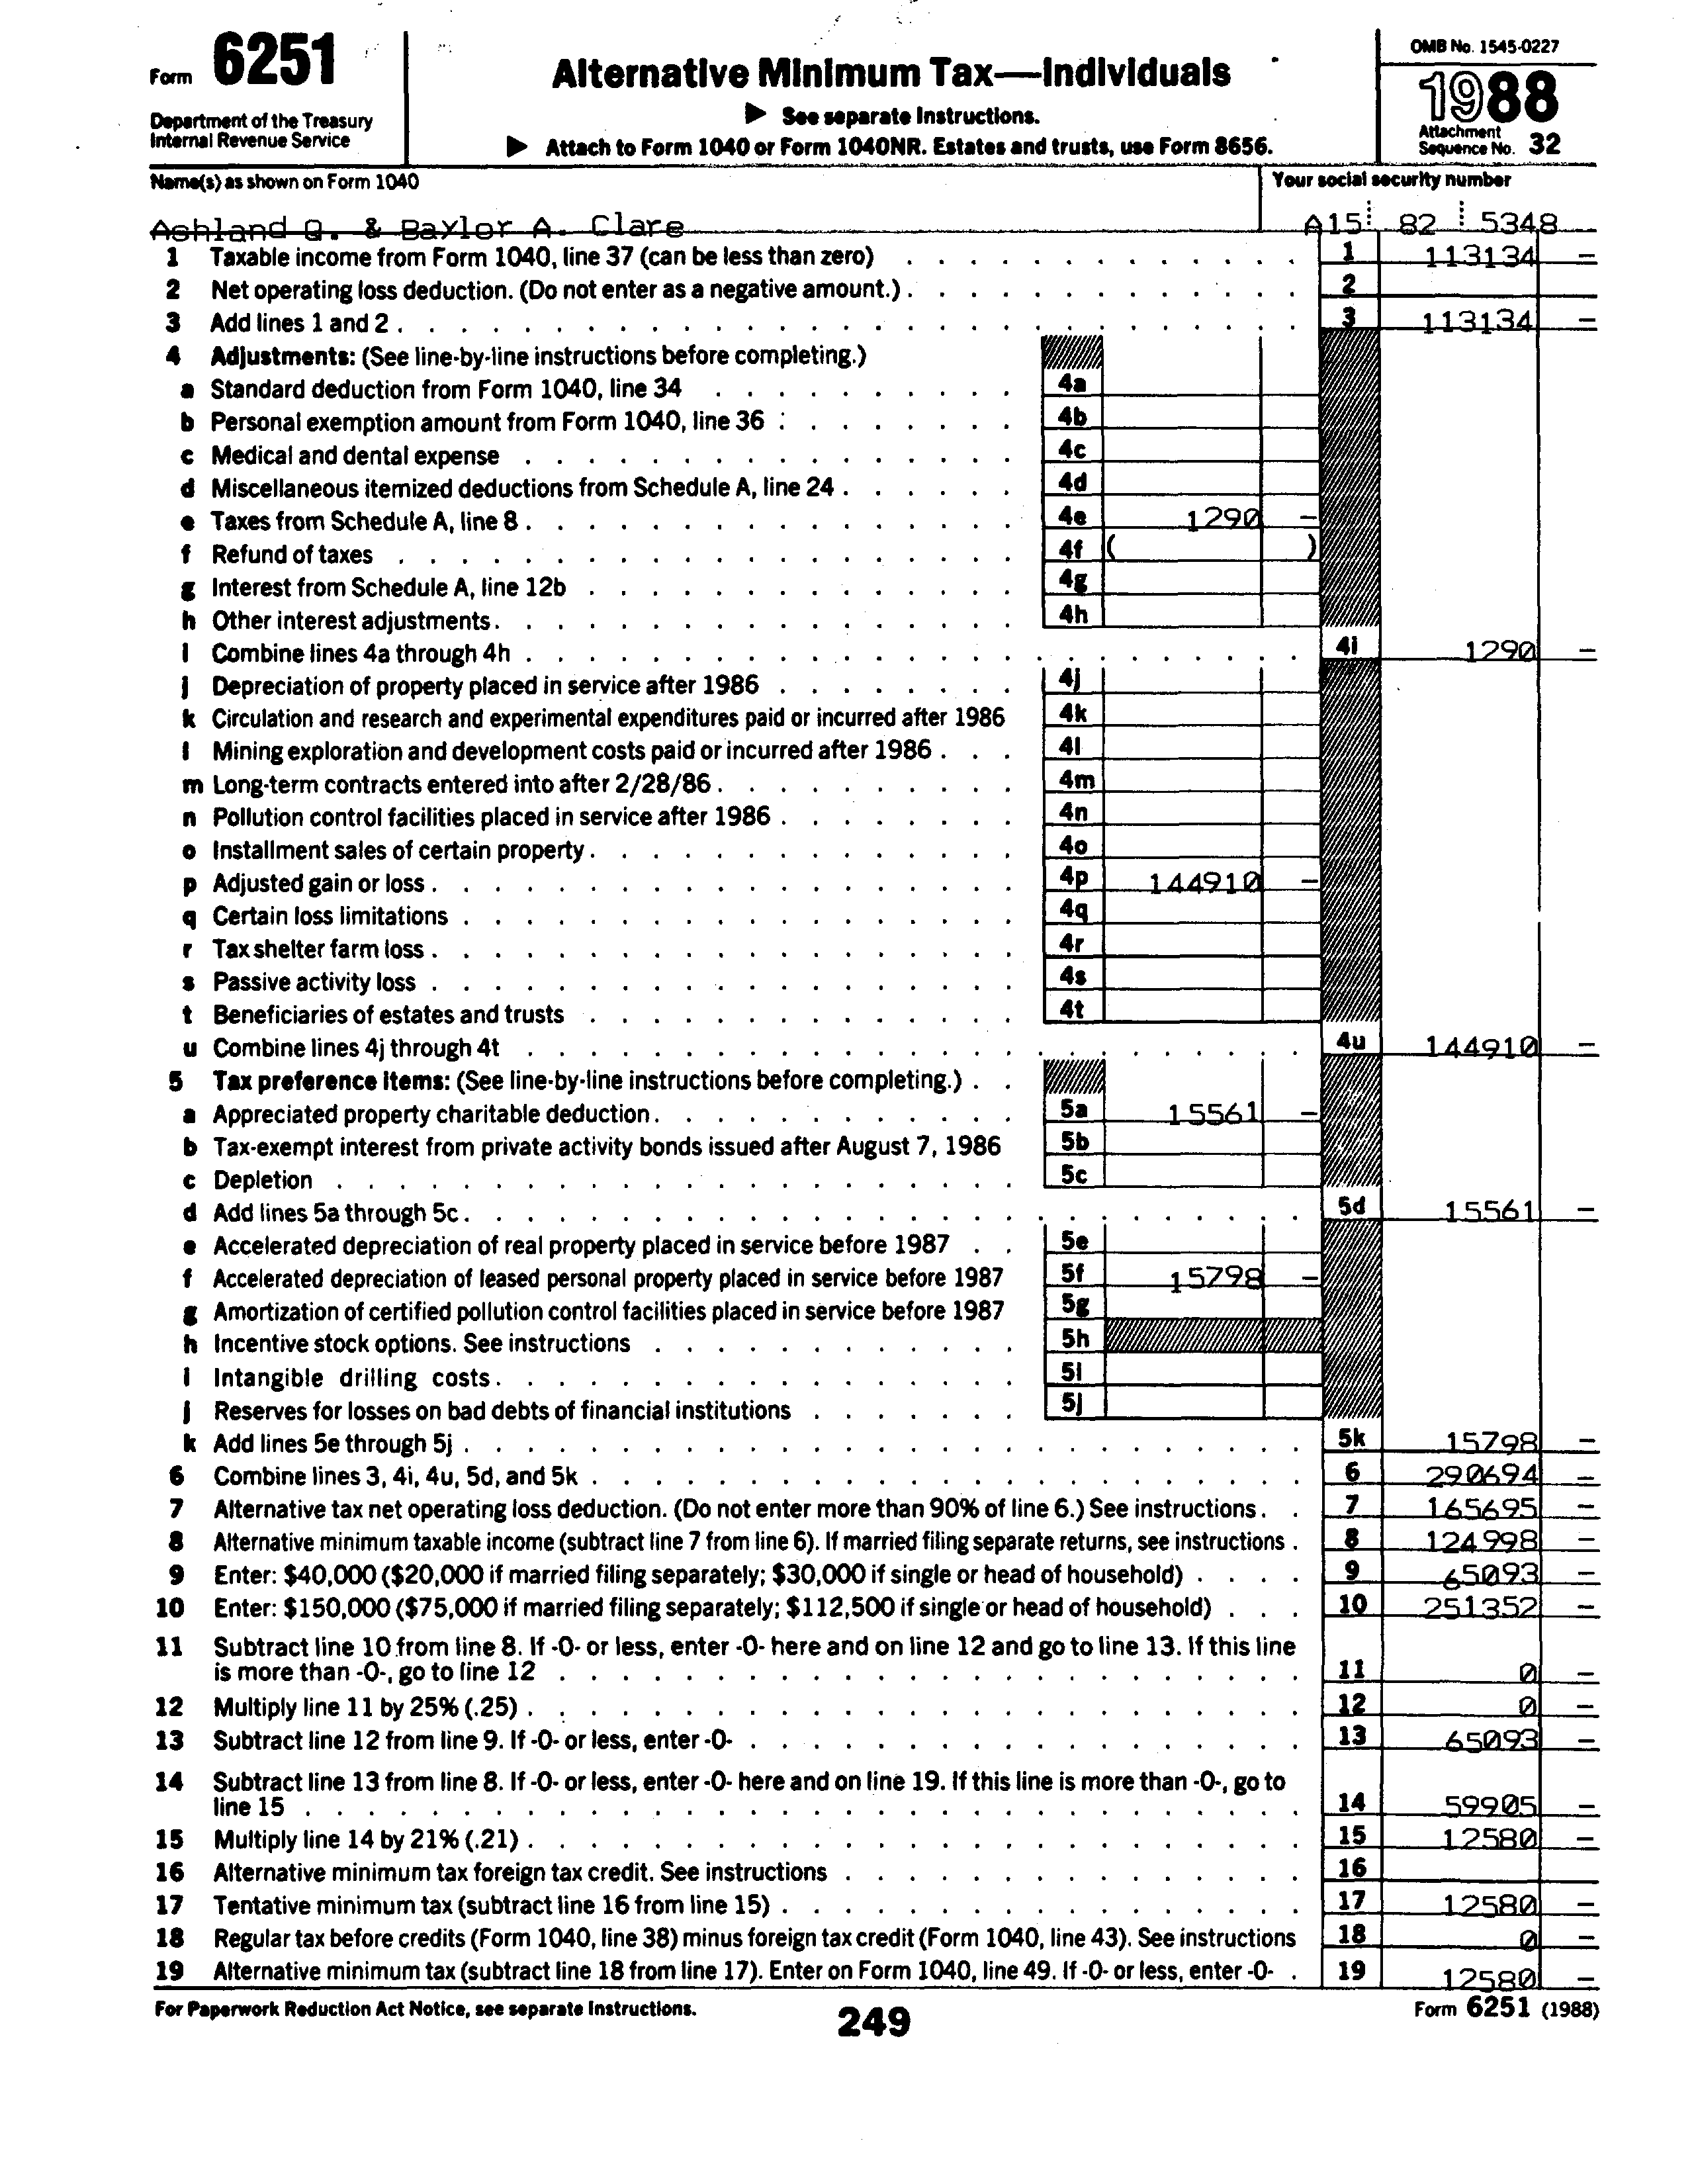 Form 6251
Department of the Treasury
Internal Revenue Service
Alternative Minimum Tax—Individuals
▶ See separate Instructions.
▶ Attach to Form 1040 or Form 1040NR. Estates and trusts, use Form 8656.
OMB No. 1545-0227
1988
Attachment
Sequence No. 32
Name(s) as shown on Form 1040
Your social security number
Ashland Q. & Baylor A. Clare A15 82 5348
1 Taxable income from Form 1040, line 37 (can be less than zero) 1 113134 –
2 Net operating loss deduction. (Do not enter as a negative amount.) 2
3 Add lines 1 and 2 3 113134 –
4 Adjustments: (See line-by-line instructions before completing.)
a Standard deduction from Form 1040, line 34 4a
b Personal exemption amount from Form 1040, line 36 4b
c Medical and dental expense 4c
d Miscellaneous itemized deductions from Schedule A, line 24 4d
e Taxes from Schedule A, line 8 4e 1290 –
f Refund of taxes 4f ( )
g Interest from Schedule A, line 12b 4g
h Other interest adjustments 4h
i Combine lines 4a through 4h 4i 1290 –
j Depreciation of property placed in service after 1986 4j
k Circulation and research and experimental expenditures paid or incurred after 1986 4k
l Mining exploration and development costs paid or incurred after 1986 4l
m Long-term contracts entered into after 2/28/86 4m
n Pollution control facilities placed in service after 1986 4n
o Installment sales of certain property 4o
p Adjusted gain or loss 4p 144910 –
q Certain loss limitations 4q
r Tax shelter farm loss 4r
s Passive activity loss 4s
t Beneficiaries of estates and trusts 4t
u Combine lines 4j through 4t 4u 144910 –
5 Tax preference items: (See line-by-line instructions before completing.)
a Appreciated property charitable deduction 5a 15561 –
b Tax-exempt interest from private activity bonds issued after August 7, 1986 5b
c Depletion 5c
d Add lines 5a through 5c 5d 15561 –
e Accelerated depreciation of real property placed in service before 1987 5e
f Accelerated depreciation of leased personal property placed in service before 1987 5f 15798 –
g Amortization of certified pollution control facilities placed in service before 1987 5g
h Incentive stock options. See instructions 5h
i Intangible drilling costs 5i
j Reserves for losses on bad debts of financial institutions 5j
k Add lines 5e through 5j 5k 15798 –
6 Combine lines 3, 4i, 4u, 5d, and 5k 6 290694 –
7 Alternative tax net operating loss deduction. (Do not enter more than 90% of line 6.) See instructions 7 165695 –
8 Alternative minimum taxable income (subtract line 7 from line 6). If married filing separate returns, see instructions 8 124998 –
9 Enter: $40,000 ($20,000 if married filing separately; $30,000 if single or head of household) 9 65093 –
10 Enter: $150,000 ($75,000 if married filing separately; $112,500 if single or head of household) 10 251352 –
11 Subtract line 10 from line 8. If -0- or less, enter -0- here and on line 12 and go to line 13. If this line
is more than -0-, go to line 12 11 0 –
12 Multiply line 11 by 25% (.25) 12 0 –
13 Subtract line 12 from line 9. If -0- or less, enter -0- 13 65093 –
14 Subtract line 13 from line 8. If -0- or less, enter -0- here and on line 19. If this line is more than -0-, go to
line 15 14 59905 –
15 Multiply line 14 by 21% (.21) 15 12580 –
16 Alternative minimum tax foreign tax credit. See instructions 16
17 Tentative minimum tax (subtract line 16 from line 15) 17 12580 –
18 Regular tax before credits (Form 1040, line 38) minus foreign tax credit (Form 1040, line 43). See instructions 18 0 –
19 Alternative minimum tax (subtract line 18 from line 17). Enter on Form 1040, line 49. If -0- or less, enter -0- 19 12580 –
For Paperwork Reduction Act Notice, see separate Instructions.
249
Form 6251 (1988)